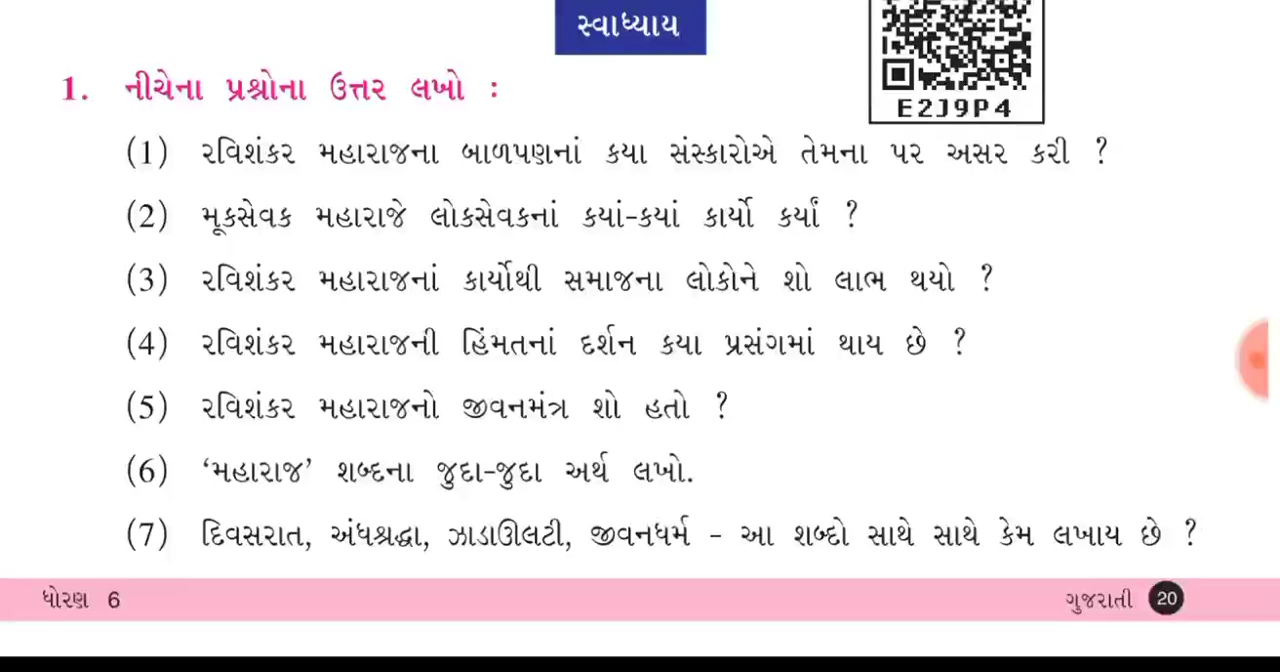 સ્વાધ્યાય
E2J9P4
1. નીચેના પ્રશ્નોના ઉત્તર લખો :
(1) રવિશંકર મહારાજના બાળપણનાં કયા સંસ્કારોએ તેમના પર અસર કરી ?
(2) મૂકસેવક મહારાજે લોકસેવકનાં કયાં-કયાં કાર્યો કર્યાં ?
(3) રવિશંકર મહારાજનાં કાર્યોથી સમાજના લોકોને શો લાભ થયો ?
(4) રવિશંકર મહારાજની હિંમતનાં દર્શન કયા પ્રસંગમાં થાય છે ?
(5) રવિશંકર મહારાજનો જીવનમંત્ર શો હતો ?
(6) ‘મહારાજ’ શબ્દના જુદા-જુદા અર્થ લખો.
(7) દિવસરાત, અંધશ્રદ્ધા, ઝાડાઊલટી, જીવનધર્મ - આ શબ્દો સાથે સાથે કેમ લખાય છે ?
ધોરણ 6 ગુજરાતી 20